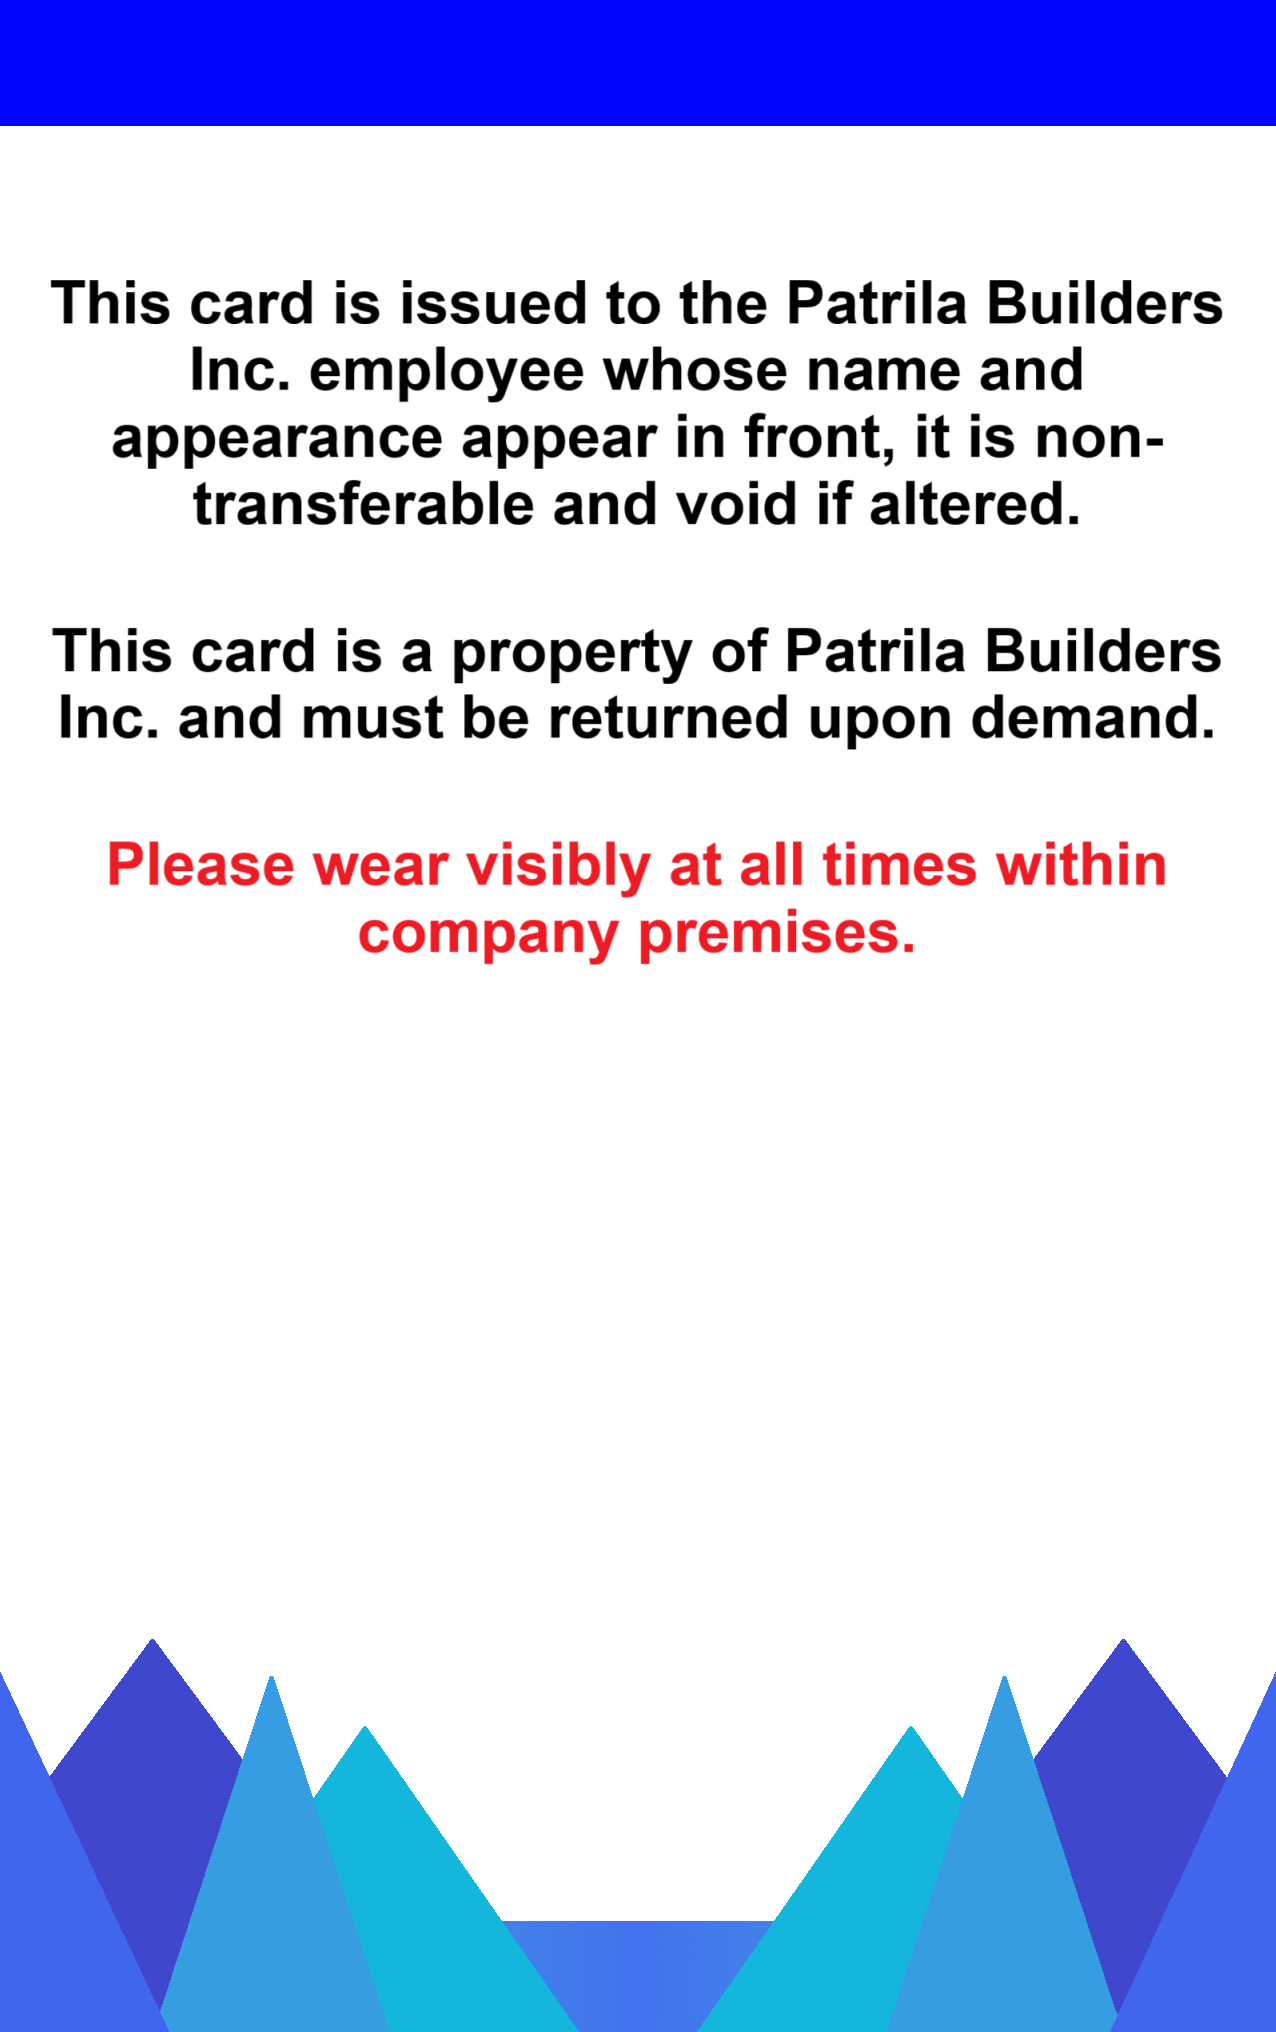 This card is issued to the Patrila Builders
Inc. employee whose name and
appearance appear in front, it is non-
transferable and void if altered.
This card is a property of Patrila Builders
Inc. and must be returned upon demand.
Please wear visibly at all times within
company premises.